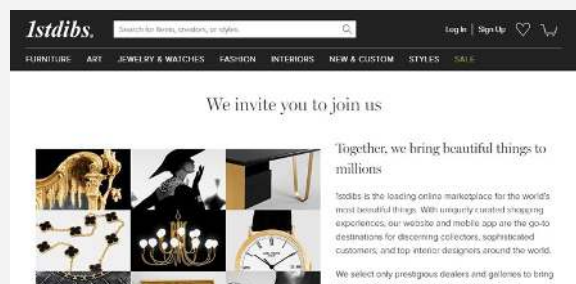 1stdibs.
Search for items, creators, or styles.
Log In | Sign Up
FURNITURE ART JEWELRY & WATCHES FASHION INTERIORS NEW & CUSTOM STYLES SALE
We invite you to join us
Together, we bring beautiful things to
millions
1stdibs is the leading online marketplace for the world's
most beautiful things. With uniquely curated shopping
experiences, our website and mobile app are the go-to
destinations for discerning collectors, sophisticated
customers, and top interior designers around the world.
We select only prestigious dealers and galleries to bring